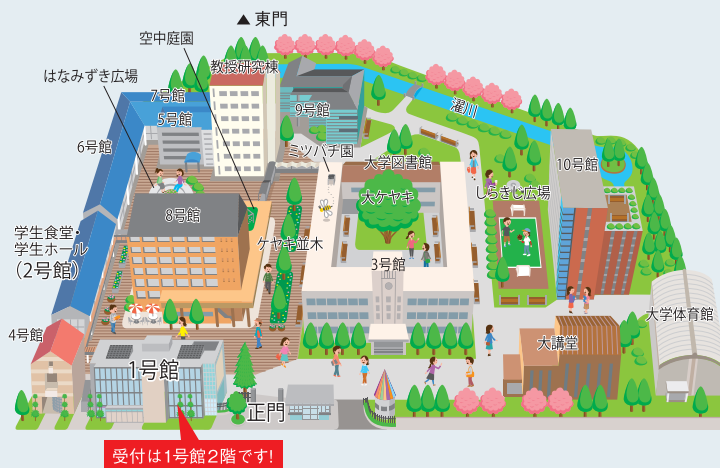 ▲ 東門
空中庭園
教授研究棟
はなみずき広場
7号館
5号館
9号館
濯川
6号館
ミツバチ園
大学図書館
10号館
大ケヤキ
しらきじ広場
8号館
学生食堂・
学生ホール
(2号館)
ケヤキ並木
3号館
大学体育館
4号館
大講堂
1号館
正門
受付は1号館2階です!